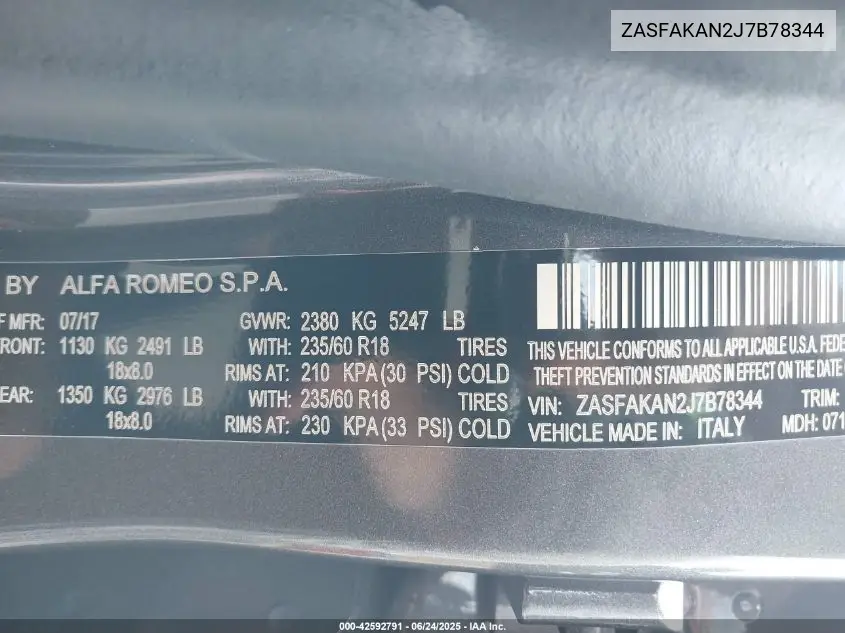 ZASFAKAN2J7B78344
BY ALFA ROMEO S.P.A.
F MFR: 07/17 GVWR: 2380 KG 5247 LB
FRONT: 1130 KG 2491 LB WITH: 235/60 R18 TIRES
18x8.0 RIMS AT: 210 KPA (30 PSI) COLD
EAR: 1350 KG 2976 LB WITH: 235/60 R18 TIRES
18x8.0 RIMS AT: 230 KPA (33 PSI) COLD
THIS VEHICLE CONFORMS TO ALL APPLICABLE U.S.A. FEDE
THEFT PREVENTION STANDARDS IN EFFECT ON THE DATE
VIN: ZASFAKAN2J7B78344 TRIM:
VEHICLE MADE IN: ITALY MDH: 071
000-42592791 - 06/24/2025 - IAA Inc.